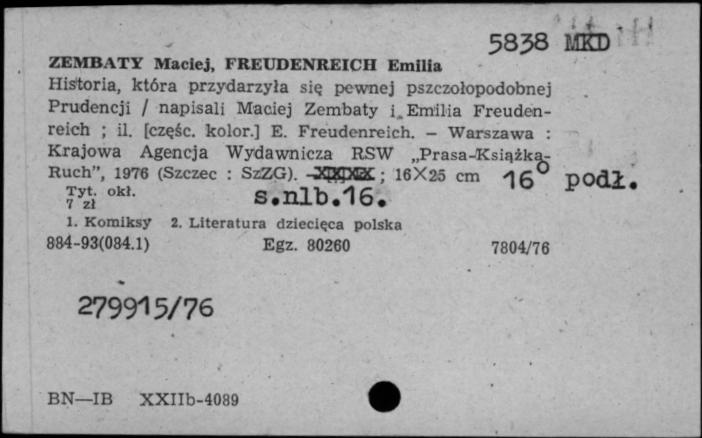 5838 MKD
ZEMBATY Maciej, FREUDENREICH Emilia
Historia, która przydarzyła się pewnej pszczołopodobnej
Prudencji / napisali Maciej Zembaty i Emilia Freuden-
reich ; il. [częśc. kolor.] E. Freudenreich. – Warszawa :
Krajowa Agencja Wydawnicza RSW „Prasa-Książka-
Ruch”, 1976 (Szczec : SzZG). – ; 16×25 cm 16° podł.
Tyt. okł. s.nlb.16.
7 zł
1. Komiksy 2. Literatura dziecięca polska
884-93(084.1) Egz. 80260 7804/76
279915/76
BN—IB XXIIb-4089